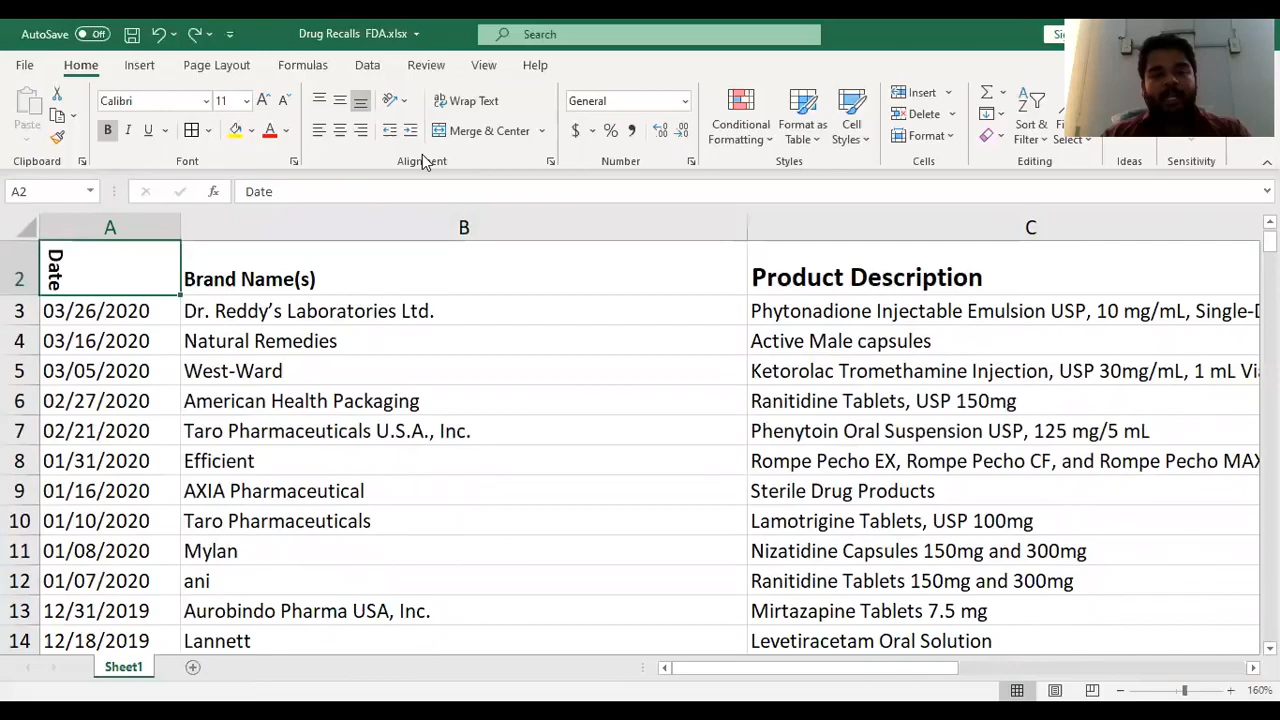 AutoSave Off Drug Recalls FDA.xlsx Search
File Home Insert Page Layout Formulas Data Review View Help
Paste Calibri 11 Wrap Text General Conditional Formatting Format as Table Cell Styles Insert Sort & Filter
B I U Merge & Center $ % Delete
Format
Clipboard Font Alignment Number Styles Cells Editing Ideas Sensitivity
A2 fx Date
A B C
2 Date Brand Name(s) Product Description
3 03/26/2020 Dr. Reddy’s Laboratories Ltd. Phytonadione Injectable Emulsion USP, 10 mg/mL,
4 03/16/2020 Natural Remedies Active Male capsules
5 03/05/2020 West-Ward Ketorolac Tromethamine Injection, USP 30mg/mL, 1 mL
6 02/27/2020 American Health Packaging Ranitidine Tablets, USP 150mg
7 02/21/2020 Taro Pharmaceuticals U.S.A., Inc. Phenytoin Oral Suspension USP, 125 mg/5 mL
8 01/31/2020 Efficient Rompe Pecho EX, Rompe Pecho CF, and Rompe Pecho MAX
9 01/16/2020 AXIA Pharmaceutical Sterile Drug Products
10 01/10/2020 Taro Pharmaceuticals Lamotrigine Tablets, USP 100mg
11 01/08/2020 Mylan Nizatidine Capsules 150mg and 300mg
12 01/07/2020 ani Ranitidine Tablets 150mg and 300mg
13 12/31/2019 Aurobindo Pharma USA, Inc. Mirtazapine Tablets 7.5 mg
14 12/18/2019 Lannett Levetiracetam Oral Solution
Sheet1
160%